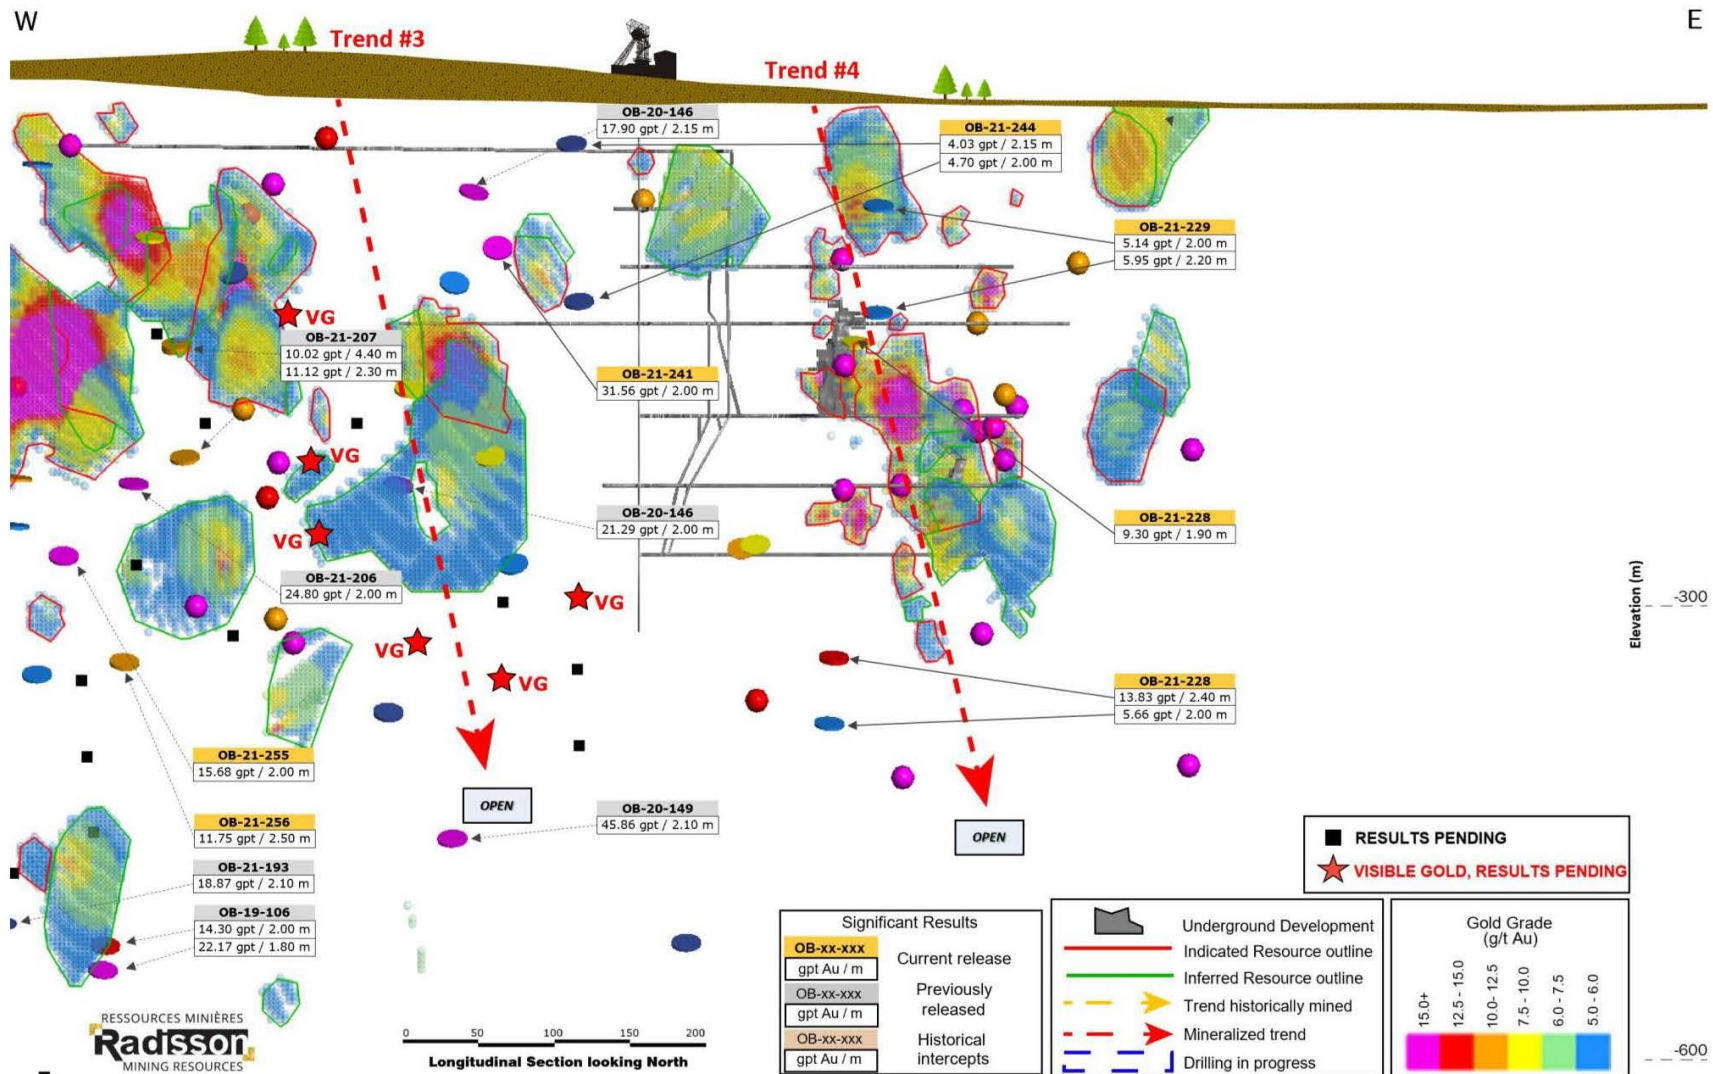 W
E
Trend #3
Trend #4
OB-20-146
17.90 gpt / 2.15 m
OB-21-244
4.03 gpt / 2.15 m
4.70 gpt / 2.00 m
OB-21-229
5.14 gpt / 2.00 m
5.95 gpt / 2.20 m
VG
OB-21-207
10.02 gpt / 4.40 m
11.12 gpt / 2.30 m
OB-21-241
31.56 gpt / 2.00 m
VG
OB-20-146
21.29 gpt / 2.00 m
OB-21-228
9.30 gpt / 1.90 m
VG
OB-21-206
24.80 gpt / 2.00 m
VG
VG
VG
Elevation (m)
-300
OB-21-228
13.83 gpt / 2.40 m
5.66 gpt / 2.00 m
OB-21-255
15.68 gpt / 2.00 m
OPEN
OB-20-149
45.86 gpt / 2.10 m
OPEN
OB-21-256
11.75 gpt / 2.50 m
OB-21-193
18.87 gpt / 2.10 m
OB-19-106
14.30 gpt / 2.00 m
22.17 gpt / 1.80 m
RESULTS PENDING
VISIBLE GOLD, RESULTS PENDING
Significant Results
OB-xx-xxx
gpt Au / m
Current release
OB-xx-xxx
gpt Au / m
Previously
released
OB-xx-xxx
gpt Au / m
Historical
intercepts
Underground Development
Indicated Resource outline
Inferred Resource outline
Trend historically mined
Mineralized trend
Drilling in progress
Gold Grade
(g/t Au)
15.0+
12.5 - 15.0
10.0- 12.5
7.5 - 10.0
6.0 - 7.5
5.0 - 6.0
-600
RESSOURCES MINIÈRES
Radisson
MINING RESOURCES
0 50 100 150 200
Longitudinal Section looking North